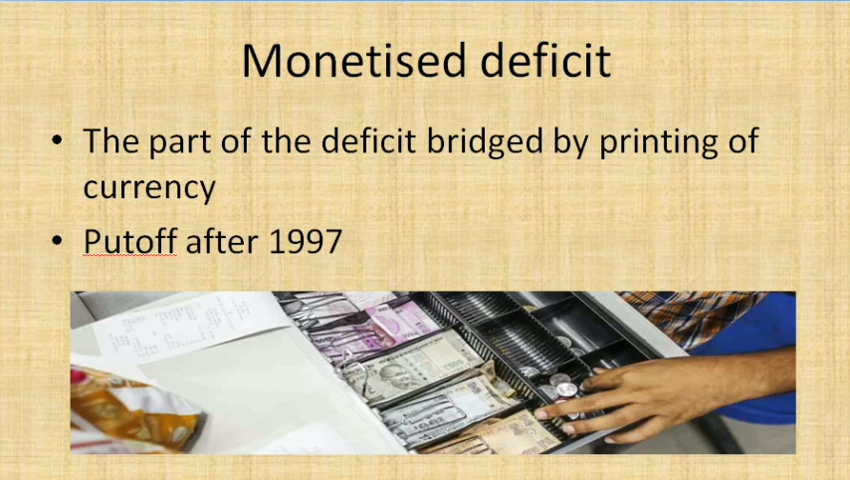 Monetised deficit
• The part of the deficit bridged by printing of
currency
• Putoff after 1997